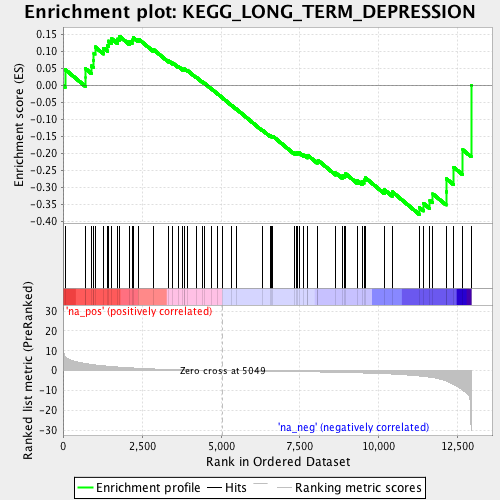 Enrichment plot: KEGG_LONG_TERM_DEPRESSION
Enrichment score (ES)
0.15
0.10
0.05
0.00
-0.05
-0.10
-0.15
-0.20
-0.25
-0.30
-0.35
-0.40
'na_pos' (positively correlated)
Ranked list metric (PreRanked)
30
20
10
0
-10
-20
-30
Zero cross at 5049
'na_neg' (negatively correlated)
0
2,500
5,000
7,500
10,000
12,500
Rank in Ordered Dataset
Enrichment profile
Hits
Ranking metric scores